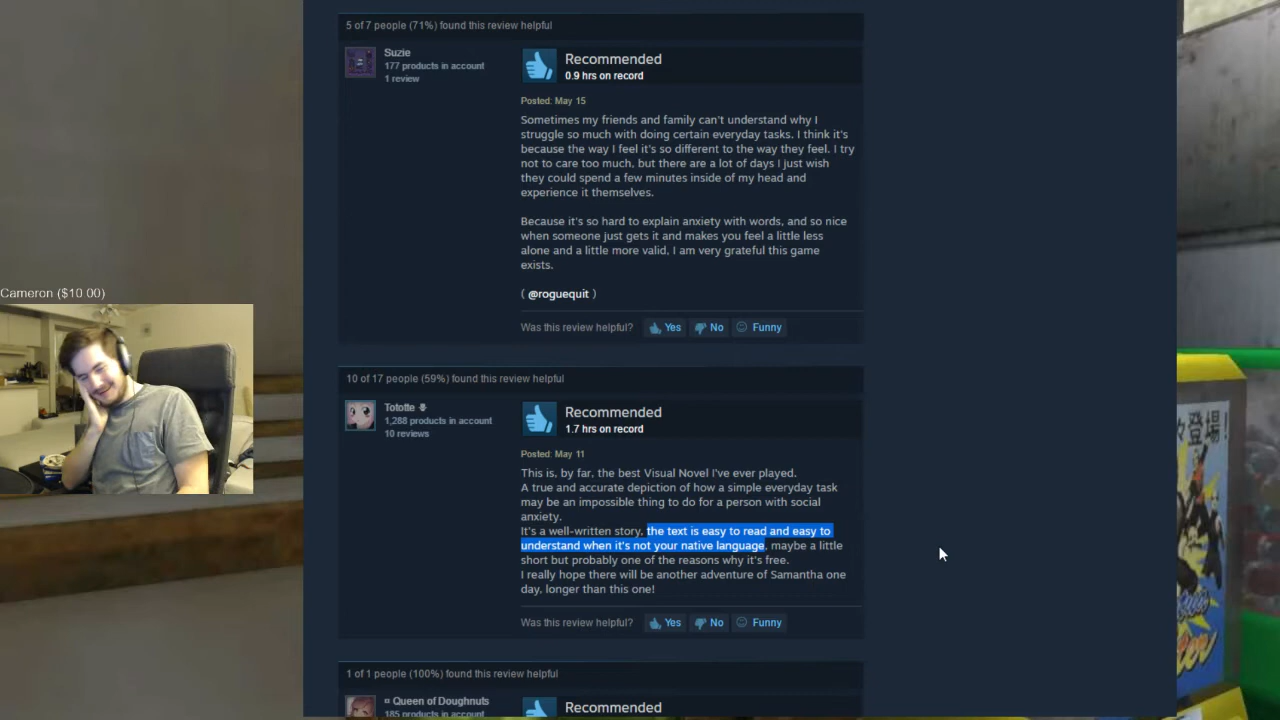 5 of 7 people (71%) found this review helpful
Suzie
177 products in account
1 review
Recommended
0.9 hrs on record
Posted: May 15
Sometimes my friends and family can't understand why I
struggle so much with doing certain everyday tasks. I think it's
because the way I feel it's so different to the way they feel. I try
not to care too much, but there are a lot of days I just wish
they could spend a few minutes inside of my head and
experience it themselves.
Because it's so hard to explain anxiety with words, and so nice
when someone just gets it and makes you feel a little less
alone and a little more valid, I am very grateful this game
exists.
( @roguequit )
Was this review helpful? Yes No Funny
Cameron ($10.00)
10 of 17 people (59%) found this review helpful
Tototte
1,288 products in account
10 reviews
Recommended
1.7 hrs on record
Posted: May 11
This is, by far, the best Visual Novel I've ever played.
A true and accurate depiction of how a simple everyday task
may be an impossible thing to do for a person with social
anxiety.
It's a well-written story, the text is easy to read and easy to
understand when it's not your native language, maybe a little
short but probably one of the reasons why it's free.
I really hope there will be another adventure of Samantha one
day, longer than this one!
Was this review helpful? Yes No Funny
1 of 1 people (100%) found this review helpful
¤ Queen of Doughnuts
185 products in account
Recommended
登場!